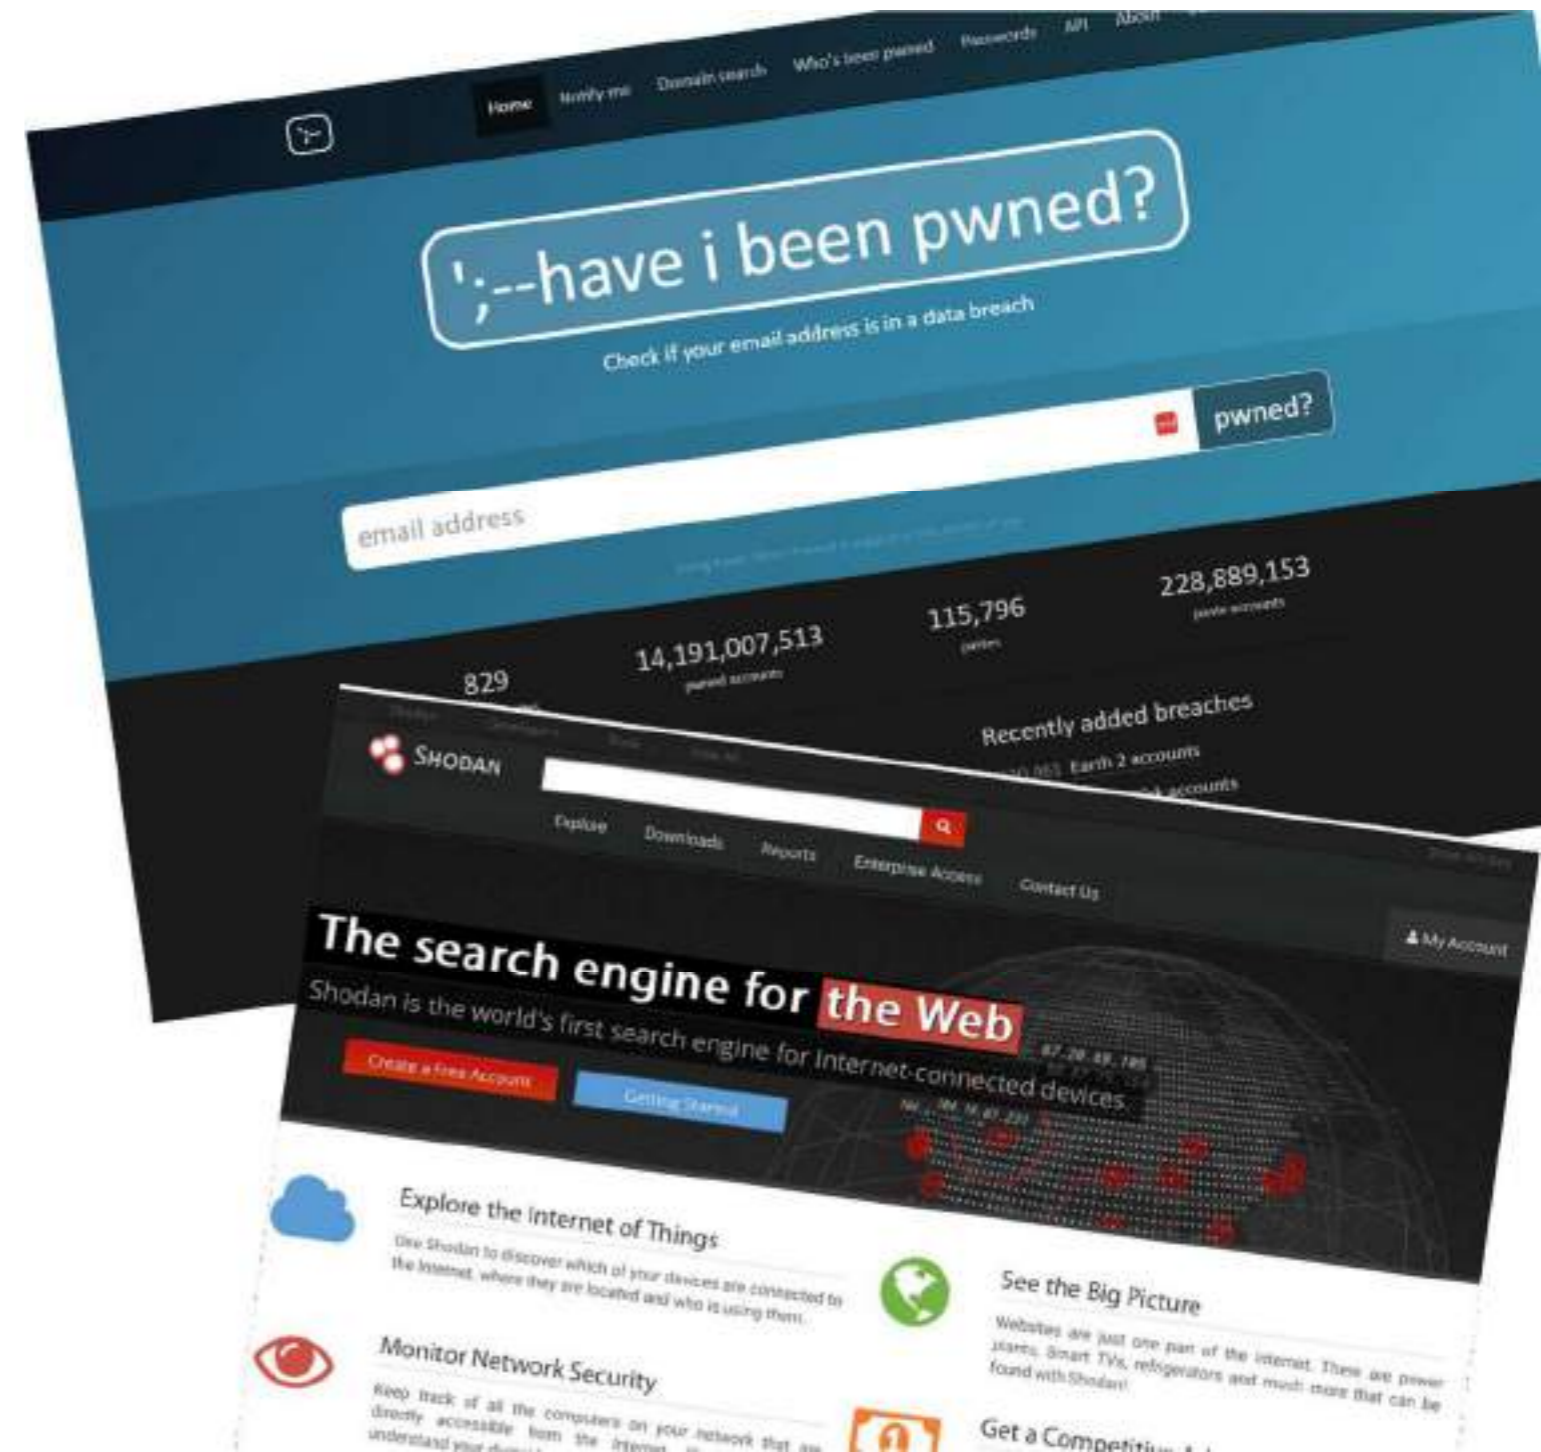 Home Notify me Domain search Who's been pwned Passwords API About
';--
';--have i been pwned?
Check if your email address is in a data breach
email address
pwned?
829
14,191,007,513
pwned accounts
115,796
pastes
228,889,153
paste accounts
Recently added breaches
Earth 2 accounts
accounts
SHODAN
Explore Downloads Reports Enterprise Access Contact Us
My Account
The search engine for the Web
Shodan is the world's first search engine for Internet-connected devices.
Create a Free Account
Getting Started
Explore the Internet of Things
Use Shodan to discover which of your devices are connected to
the Internet, where they are located and who is using them.
See the Big Picture
Websites are just one part of the Internet. There are power
plants, Smart TVs, refrigerators and much more that can be
found with Shodan!
Monitor Network Security
Keep track of all the computers on your network that are
directly accessible from the Internet.
understand your
Get a Competitive